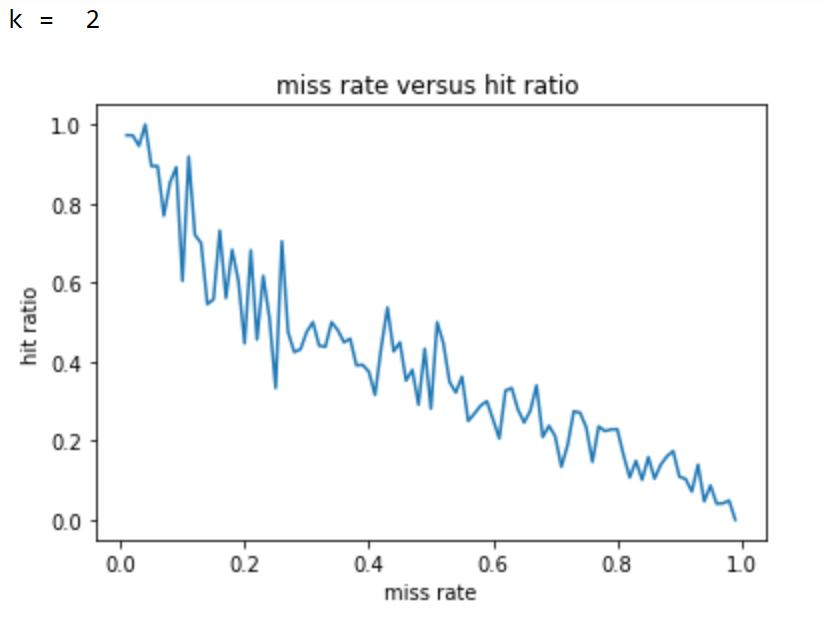 k = 2
miss rate versus hit ratio
1.0
0.8
0.6
0.4
0.2
0.0
hit ratio
0.0 0.2 0.4 0.6 0.8 1.0
miss rate